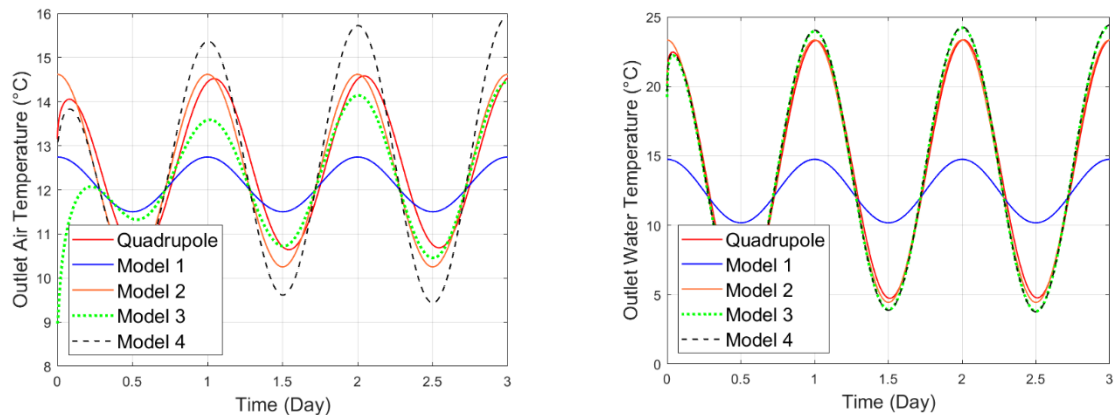 16
15
14
13
12
11
10
9
8
0
0.5
1
1.5
2
2.5
3
Outlet Air Temperature (°C)
Time (Day)
Quadrupole
Model 1
Model 2
Model 3
Model 4
25
20
15
10
5
0
0
0.5
1
1.5
2
2.5
3
Outlet Water Temperature (°C)
Time (Day)
Quadrupole
Model 1
Model 2
Model 3
Model 4